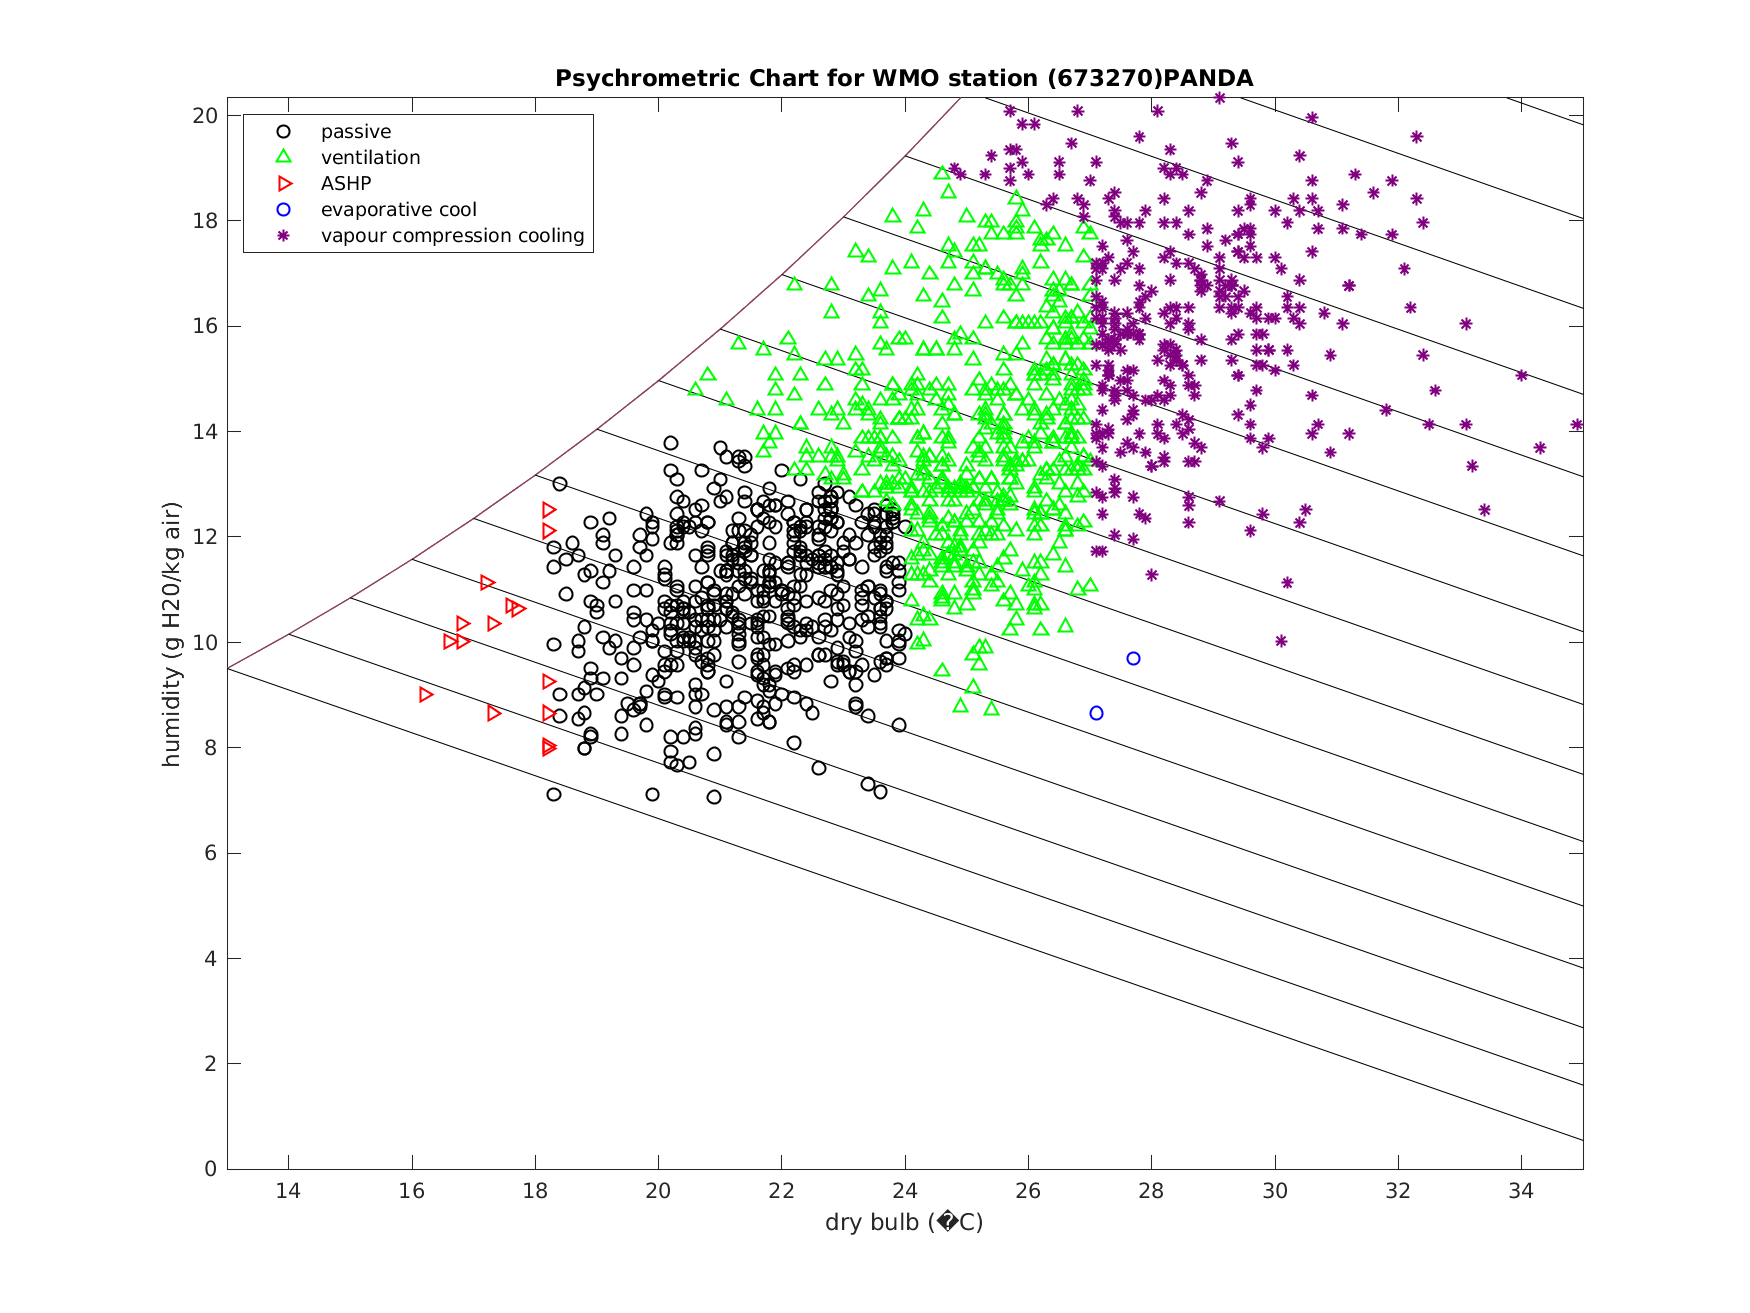 Psychrometric Chart for WMO station (673270)PANDA
passive
ventilation
ASHP
evaporative cool
vapour compression cooling
humidity (g H20/kg air)
20
18
16
14
12
10
8
6
4
2
0
14 16 18 20 22 24 26 28 30 32 34
dry bulb (�C)